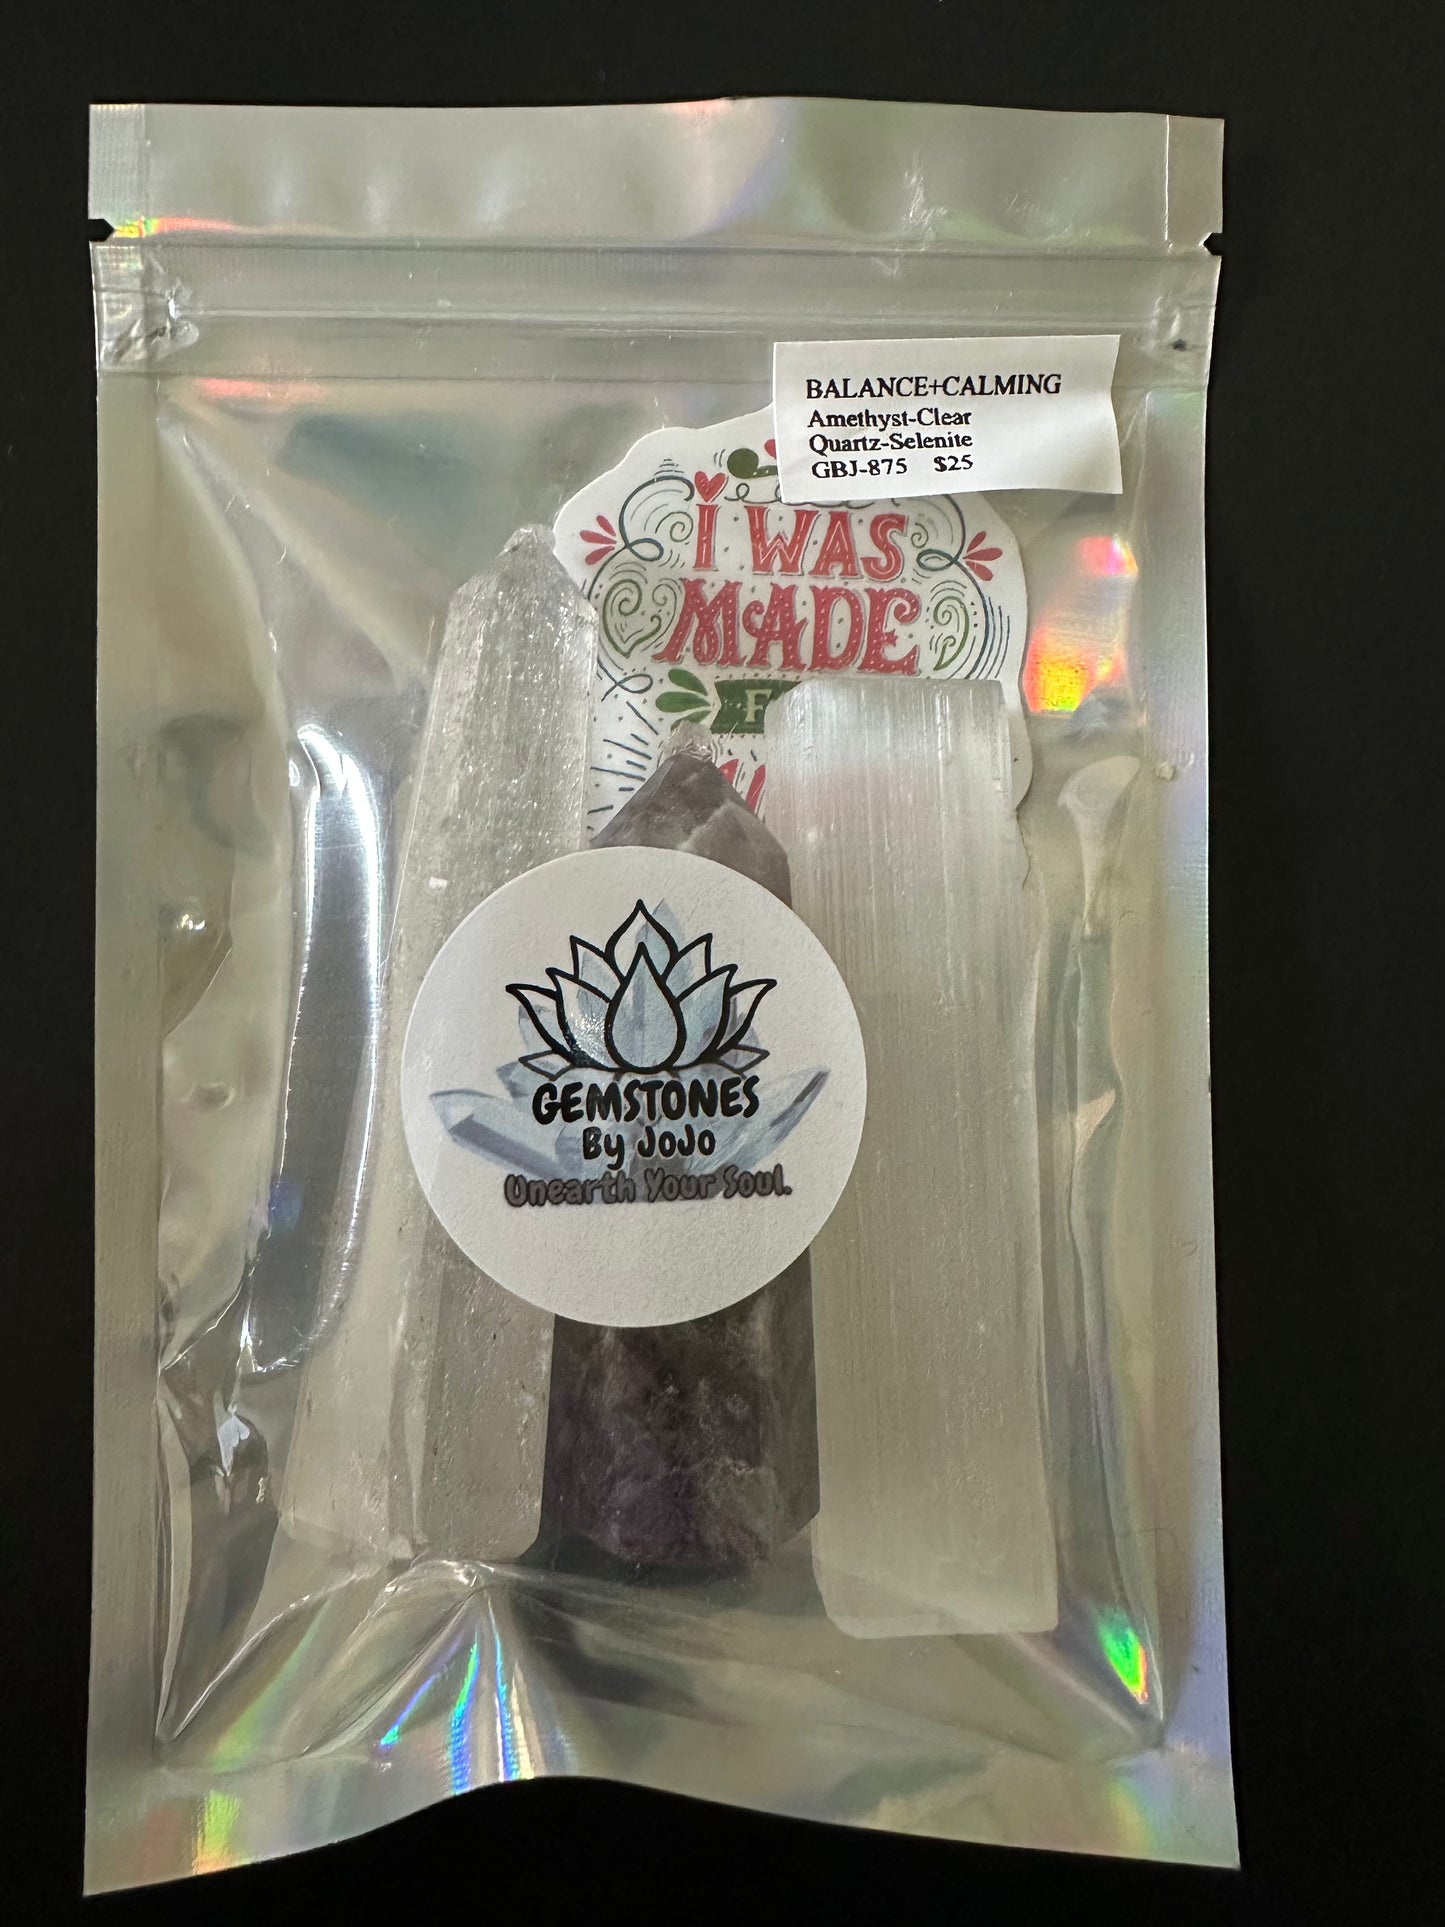 BALANCE+CALMING
Amethyst-Clear
Quartz-Selenite
GBJ-875 $25
I WAS
MADE
GEMSTONES
By JoJo
Unearth Your Soul.